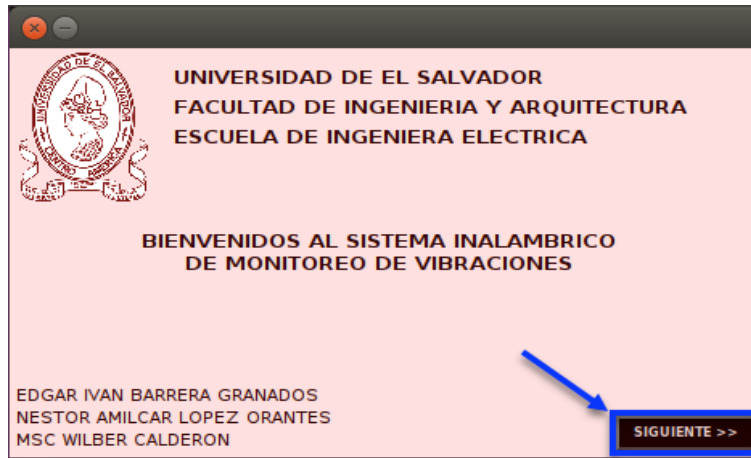 UNIVERSIDAD DE EL SALVADOR
FACULTAD DE INGENIERIA Y ARQUITECTURA
ESCUELA DE INGENIERA ELECTRICA
BIENVENIDOS AL SISTEMA INALAMBRICO
DE MONITOREO DE VIBRACIONES
EDGAR IVAN BARRERA GRANADOS
NESTOR AMILCAR LOPEZ ORANTES
MSC WILBER CALDERON
SIGUIENTE >>